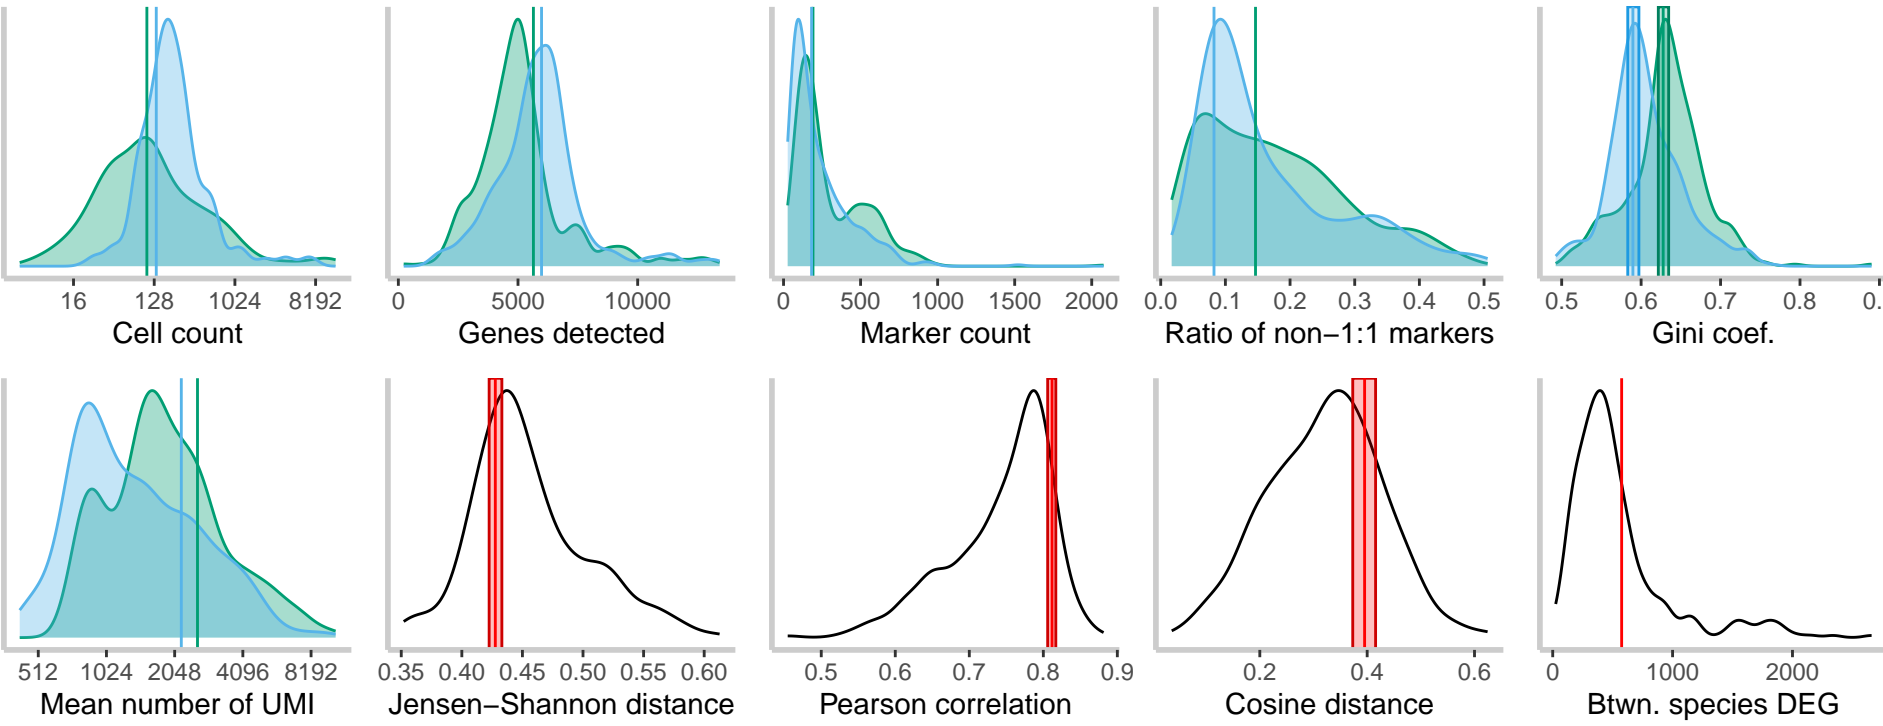 16 128 1024 8192
Cell count
0 5000 10000
Genes detected
0 500 1000 1500 2000
Marker count
0.0 0.1 0.2 0.3 0.4 0.5
Ratio of non−1:1 markers
0.5 0.6 0.7 0.8 0.
Gini coef.
512 1024 2048 4096 8192
Mean number of UMI
0.35 0.40 0.45 0.50 0.55 0.60
Jensen−Shannon distance
0.5 0.6 0.7 0.8 0.9
Pearson correlation
0.2 0.4 0.6
Cosine distance
0 1000 2000
Btwn. species DEG